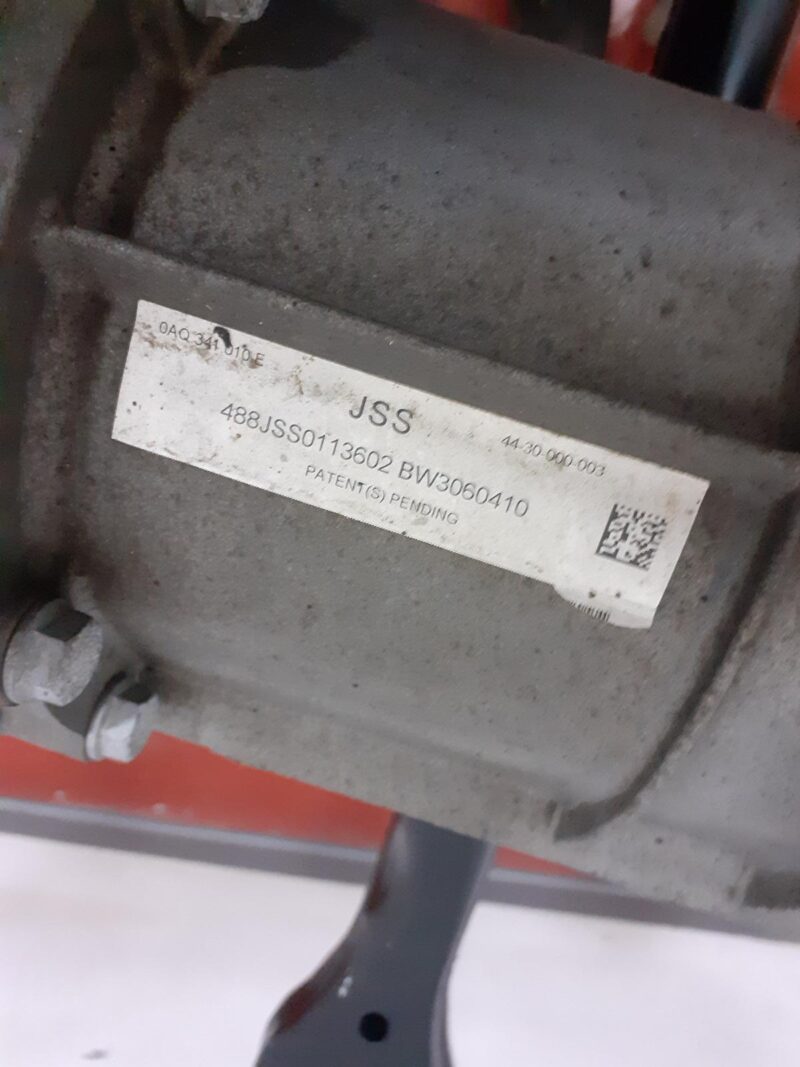 0AQ 341 010 E
JSS
44-30-000-003
488JSS0113602 BW3060410
PATENT(S) PENDING